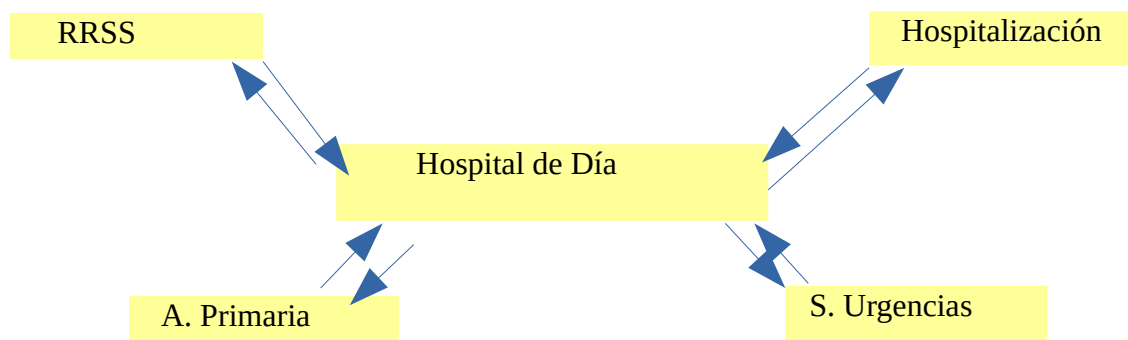 RRSS
Hospitalización
Hospital de Día
A. Primaria
S. Urgencias